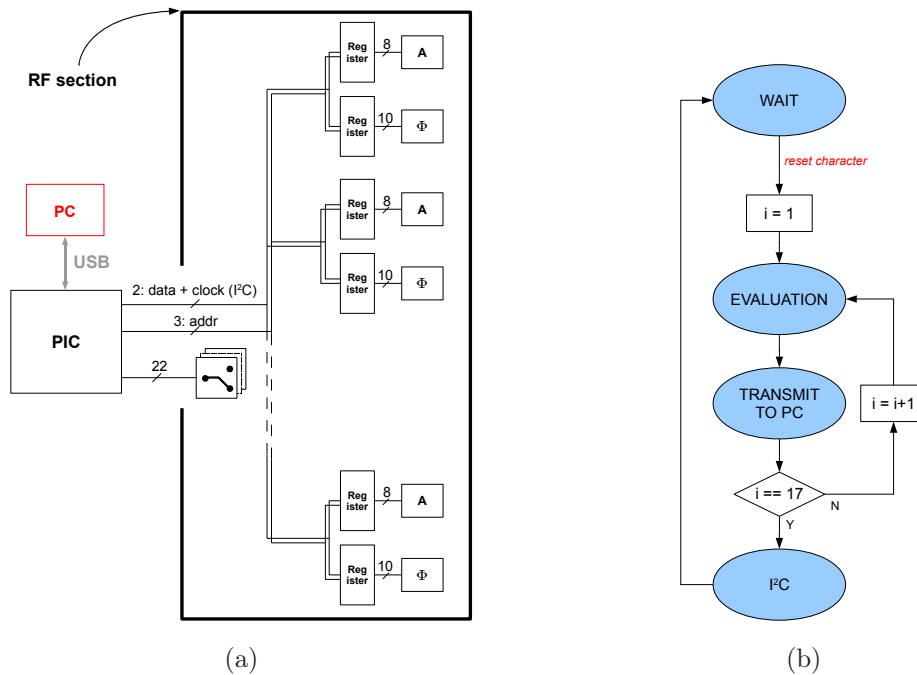 RF section
Reg
ister
8
A
Reg
ister
10
Φ
Reg
ister
8
A
Reg
ister
10
Φ
PC
USB
PIC
2: data + clock (I²C)
3: addr
22
Reg
ister
8
A
Reg
ister
10
Φ
(a)
WAIT
reset character
i = 1
EVALUATION
TRANSMIT
TO PC
i = i+1
i == 17
N
Y
I²C
(b)